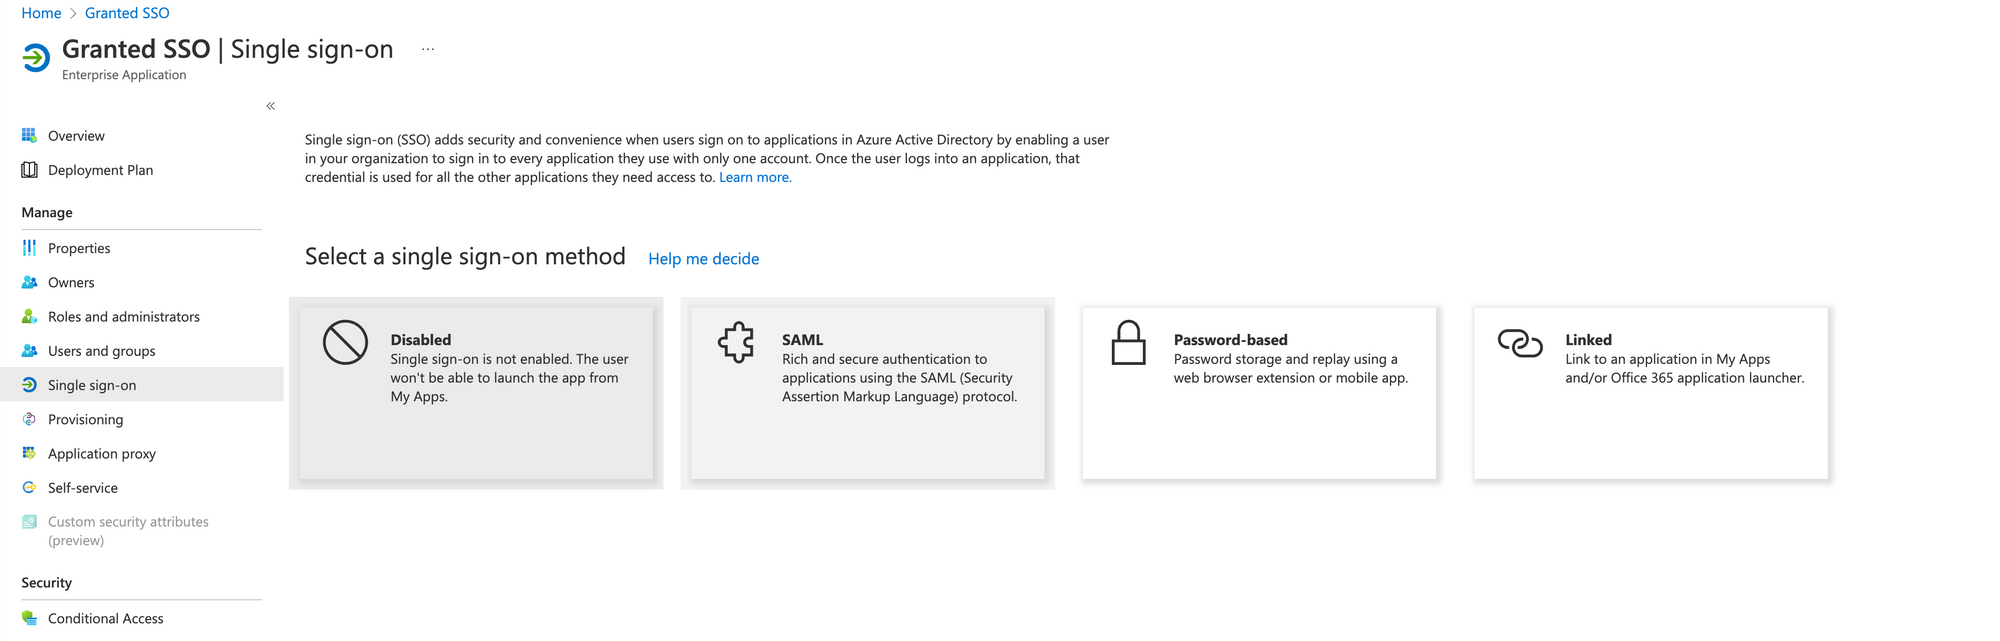 Home > Granted SSO
Granted SSO | Single sign-on ...
Enterprise Application
«
Overview
Deployment Plan
Manage
Properties
Owners
Roles and administrators
Users and groups
Single sign-on
Provisioning
Application proxy
Self-service
Custom security attributes
(preview)
Security
Conditional Access
Single sign-on (SSO) adds security and convenience when users sign on to applications in Azure Active Directory by enabling a user
in your organization to sign in to every application they use with only one account. Once the user logs into an application, that
credential is used for all the other applications they need access to. Learn more.
Select a single sign-on method Help me decide
Disabled
Single sign-on is not enabled. The user
won't be able to launch the app from
My Apps.
SAML
Rich and secure authentication to
applications using the SAML (Security
Assertion Markup Language) protocol.
Password-based
Password storage and replay using a
web browser extension or mobile app.
Linked
Link to an application in My Apps
and/or Office 365 application launcher.